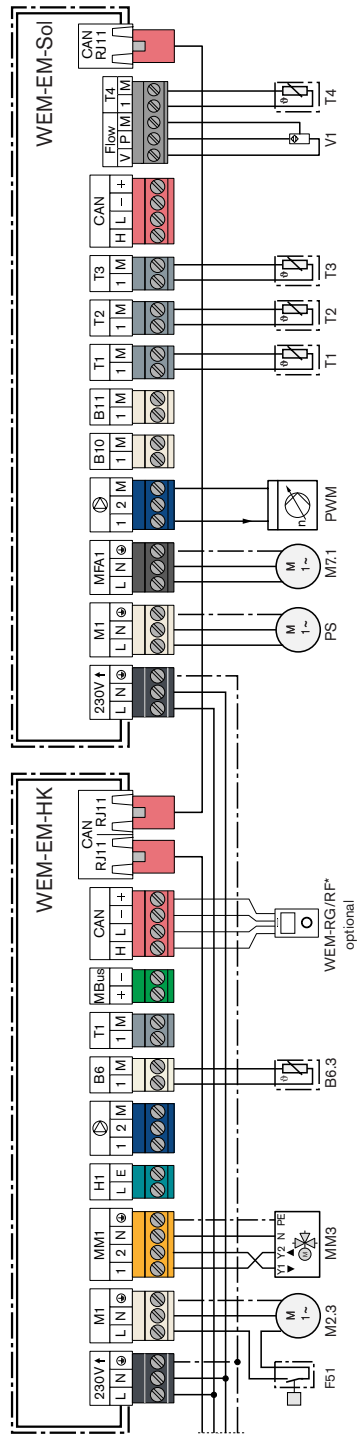 WEM-EM-HK
230V
L N
M1
L N
MM1
1 2 N
H1
L E
1 2 M
B6
1 M
T1
1 M
MBus
+ −
CAN
H L − +
CAN
RJ11 RJ11
F51
M
1~
M2.3
Y1 Y2 N PE
M
MM3
ϑ
B6.3
WEM-RG/RF*
optional
WEM-EM-Sol
230V
L N
M1
L N
MFA1
L N
1 2 M
B10
1 M
B11
1 M
T1
1 M
T2
1 M
T3
1 M
CAN
H L − +
Flow T4
V P M 1 M
CAN
RJ11
M
1~
PS
M
1~
M7.1
n
PWM
ϑ
T1
ϑ
T2
ϑ
T3
V1
ϑ
T4